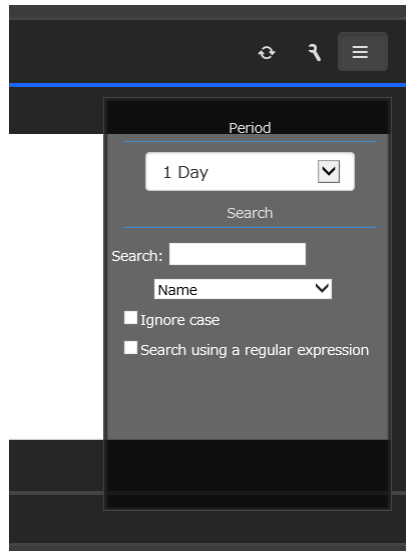 Period
1 Day
Search
Search:
Name
Ignore case
Search using a regular expression